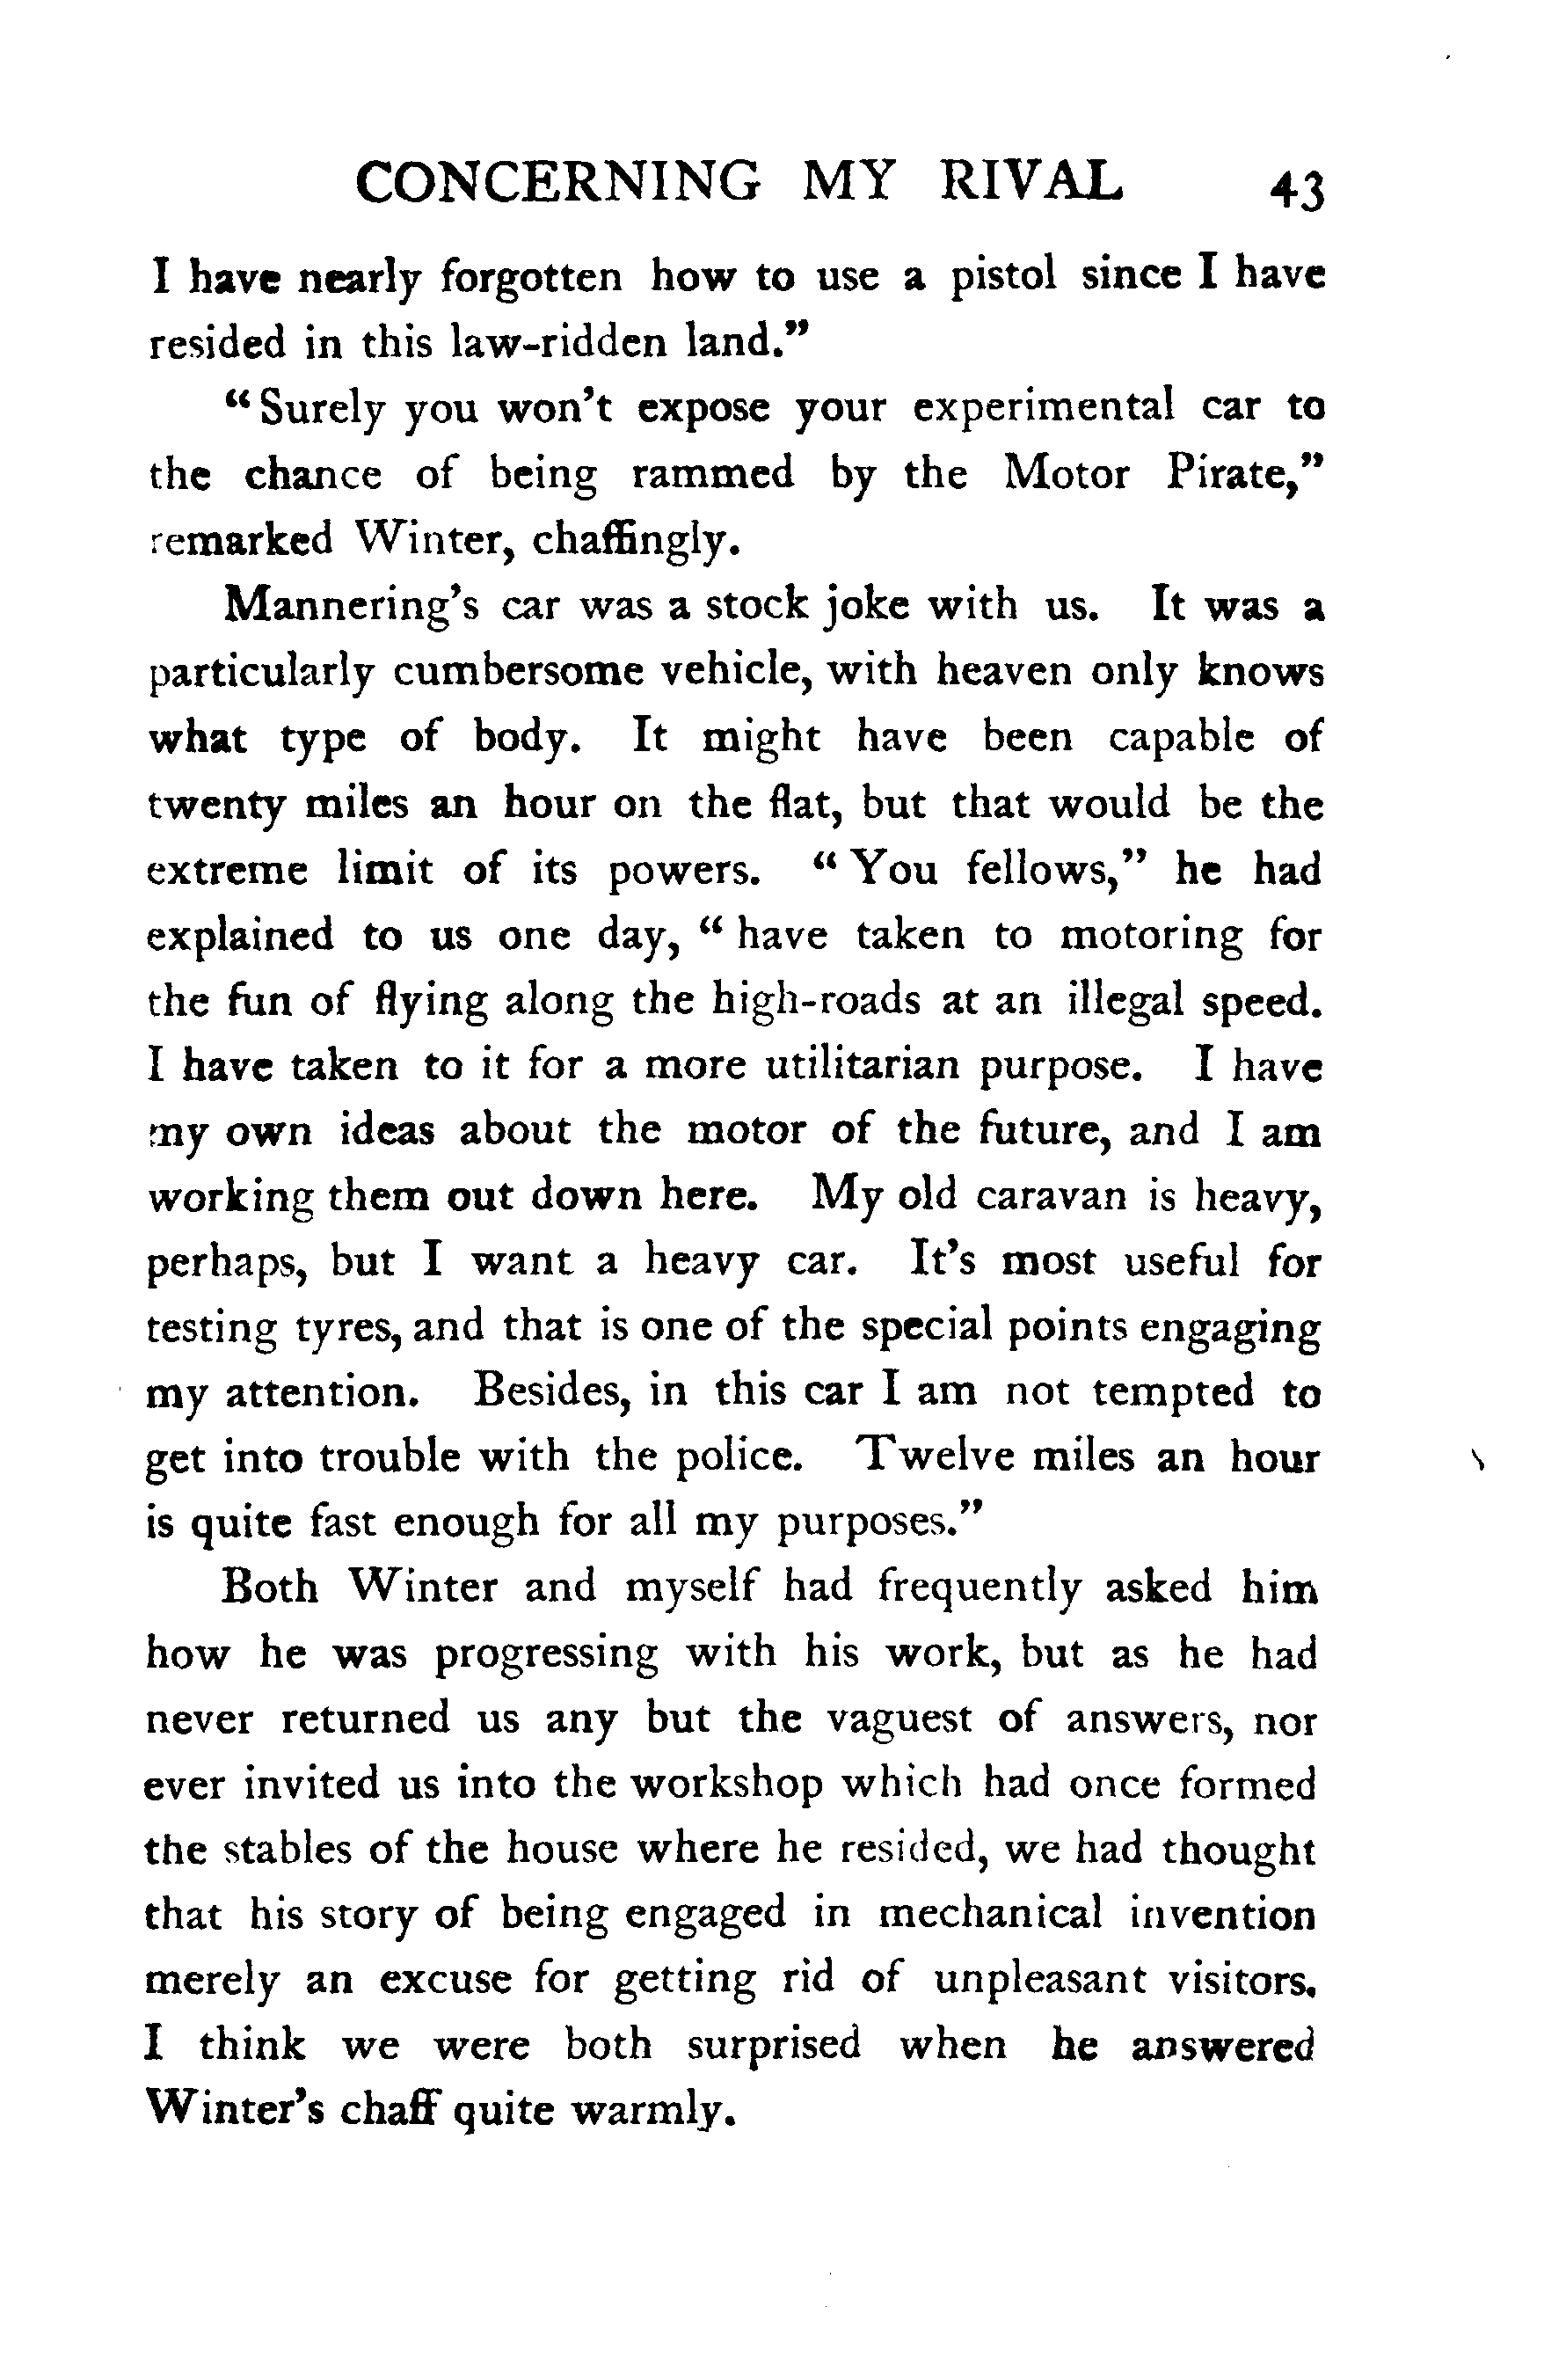 CONCERNING MY RIVAL 43
I have nearly forgotten how to use a pistol since I have
resided in this law-ridden land.”
“Surely you won’t expose your experimental car to
the chance of being rammed by the Motor Pirate,”
remarked Winter, chaffingly.
Mannering’s car was a stock joke with us. It was a
particularly cumbersome vehicle, with heaven only knows
what type of body. It might have been capable of
twenty miles an hour on the flat, but that would be the
extreme limit of its powers. “You fellows,” he had
explained to us one day, “have taken to motoring for
the fun of flying along the high-roads at an illegal speed.
I have taken to it for a more utilitarian purpose. I have
my own ideas about the motor of the future, and I am
working them out down here. My old caravan is heavy,
perhaps, but I want a heavy car. It’s most useful for
testing tyres, and that is one of the special points engaging
my attention. Besides, in this car I am not tempted to
get into trouble with the police. Twelve miles an hour
is quite fast enough for all my purposes.”
Both Winter and myself had frequently asked him
how he was progressing with his work, but as he had
never returned us any but the vaguest of answers, nor
ever invited us into the workshop which had once formed
the stables of the house where he resided, we had thought
that his story of being engaged in mechanical invention
merely an excuse for getting rid of unpleasant visitors.
I think we were both surprised when he answered
Winter’s chaff quite warmly.